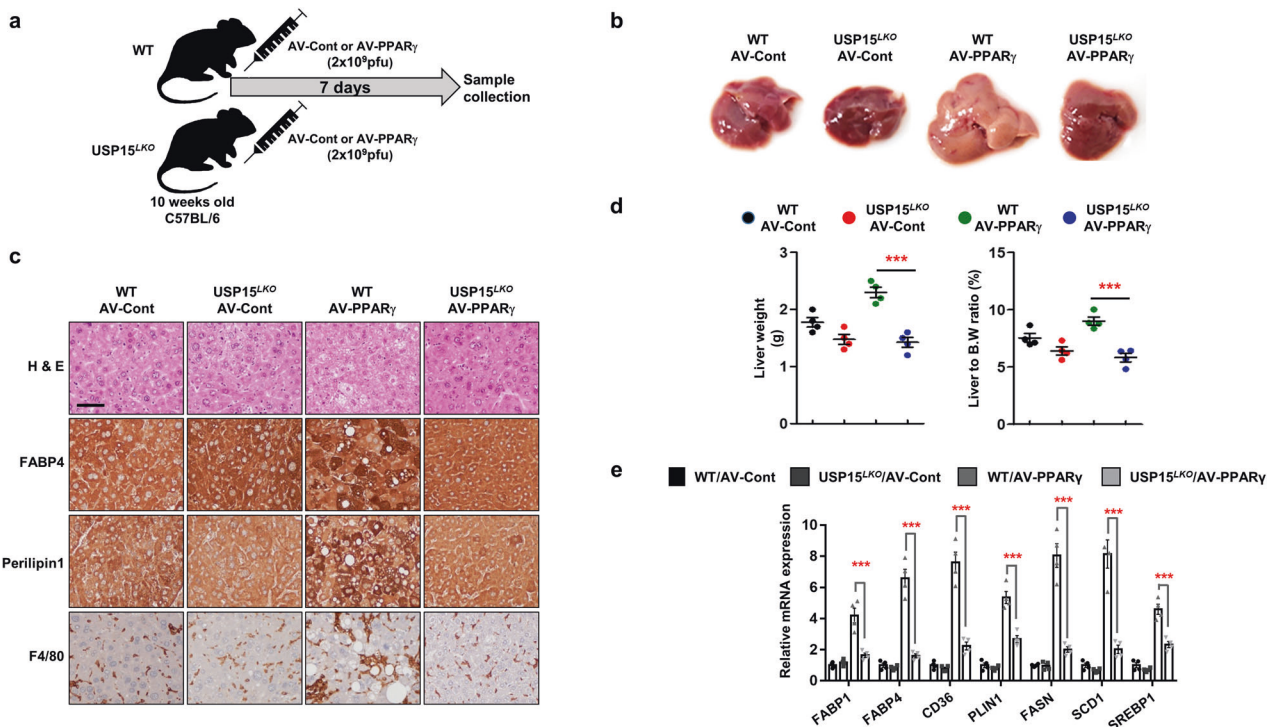 a
WT
AV-Cont or AV-PPARγ
(2x10⁹pfu)
7 days
Sample
collection
USP15ᴸᴷᴼ
AV-Cont or AV-PPARγ
(2x10⁹pfu)
10 weeks old
C57BL/6
b
WT
AV-Cont
USP15ᴸᴷᴼ
AV-Cont
WT
AV-PPARγ
USP15ᴸᴷᴼ
AV-PPARγ
c
WT
AV-Cont
USP15ᴸᴷᴼ
AV-Cont
WT
AV-PPARγ
USP15ᴸᴷᴼ
AV-PPARγ
H & E
FABP4
Perilipin1
F4/80
d
WT
AV-Cont
USP15ᴸᴷᴼ
AV-Cont
WT
AV-PPARγ
USP15ᴸᴷᴼ
AV-PPARγ
Liver weight
(g)
3
2
1
0
***
Liver to B.W ratio (%)
15
10
5
0
***
e
WT/AV-Cont
USP15ᴸᴷᴼ/AV-Cont
WT/AV-PPARγ
USP15ᴸᴷᴼ/AV-PPARγ
Relative mRNA expression
10
8
6
4
2
0
***
***
***
***
***
***
***
FABP1
FABP4
CD36
PLIN1
FASN
SCD1
SREBP1